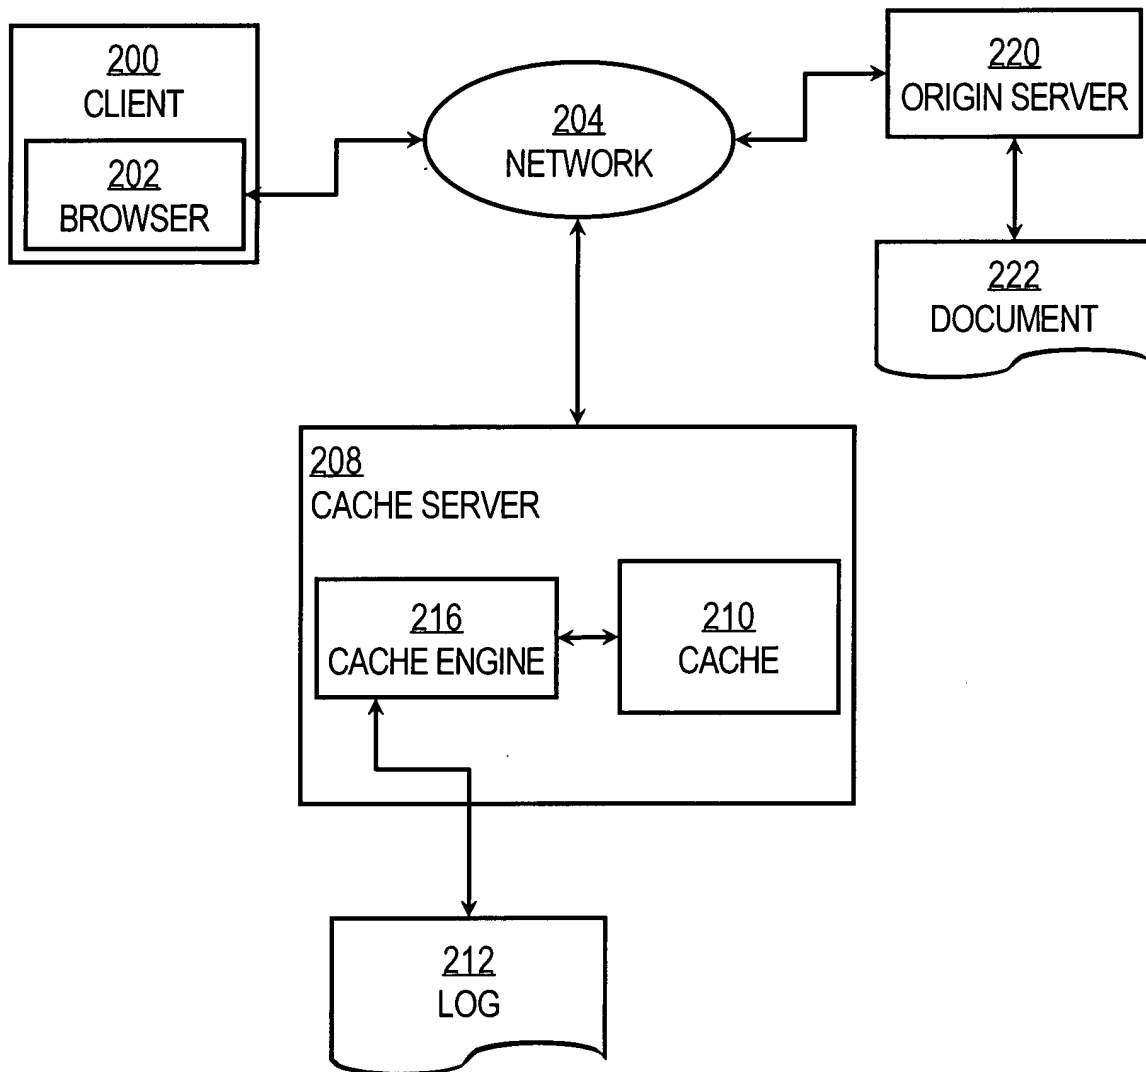 200
CLIENT
202
BROWSER
204
NETWORK
220
ORIGIN SERVER
222
DOCUMENT
208
CACHE SERVER
216
CACHE ENGINE
210
CACHE
212
LOG